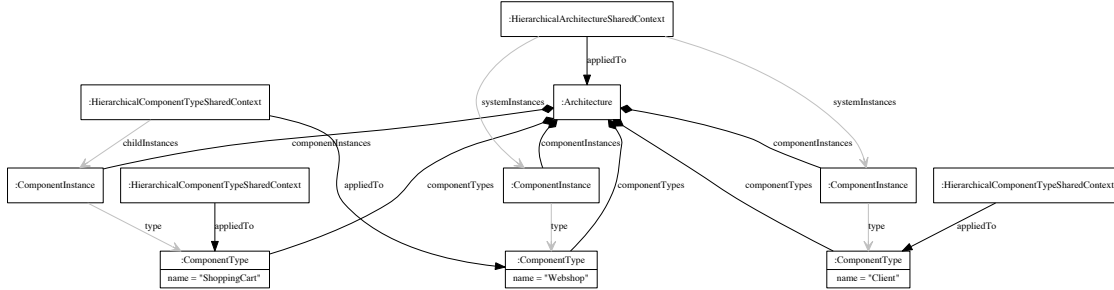 :HierarchicalArchitectureSharedContext
appliedTo
:HierarchicalComponentTypeSharedContext
:Architecture
systemInstances
systemInstances
childInstances
componentInstances
componentInstances
componentInstances
:ComponentInstance
:HierarchicalComponentTypeSharedContext
:ComponentInstance
:ComponentInstance
:HierarchicalComponentTypeSharedContext
appliedTo
componentTypes
componentTypes
componentTypes
type
appliedTo
type
type
appliedTo
:ComponentType
name = "ShoppingCart"
:ComponentType
name = "Webshop"
:ComponentType
name = "Client"